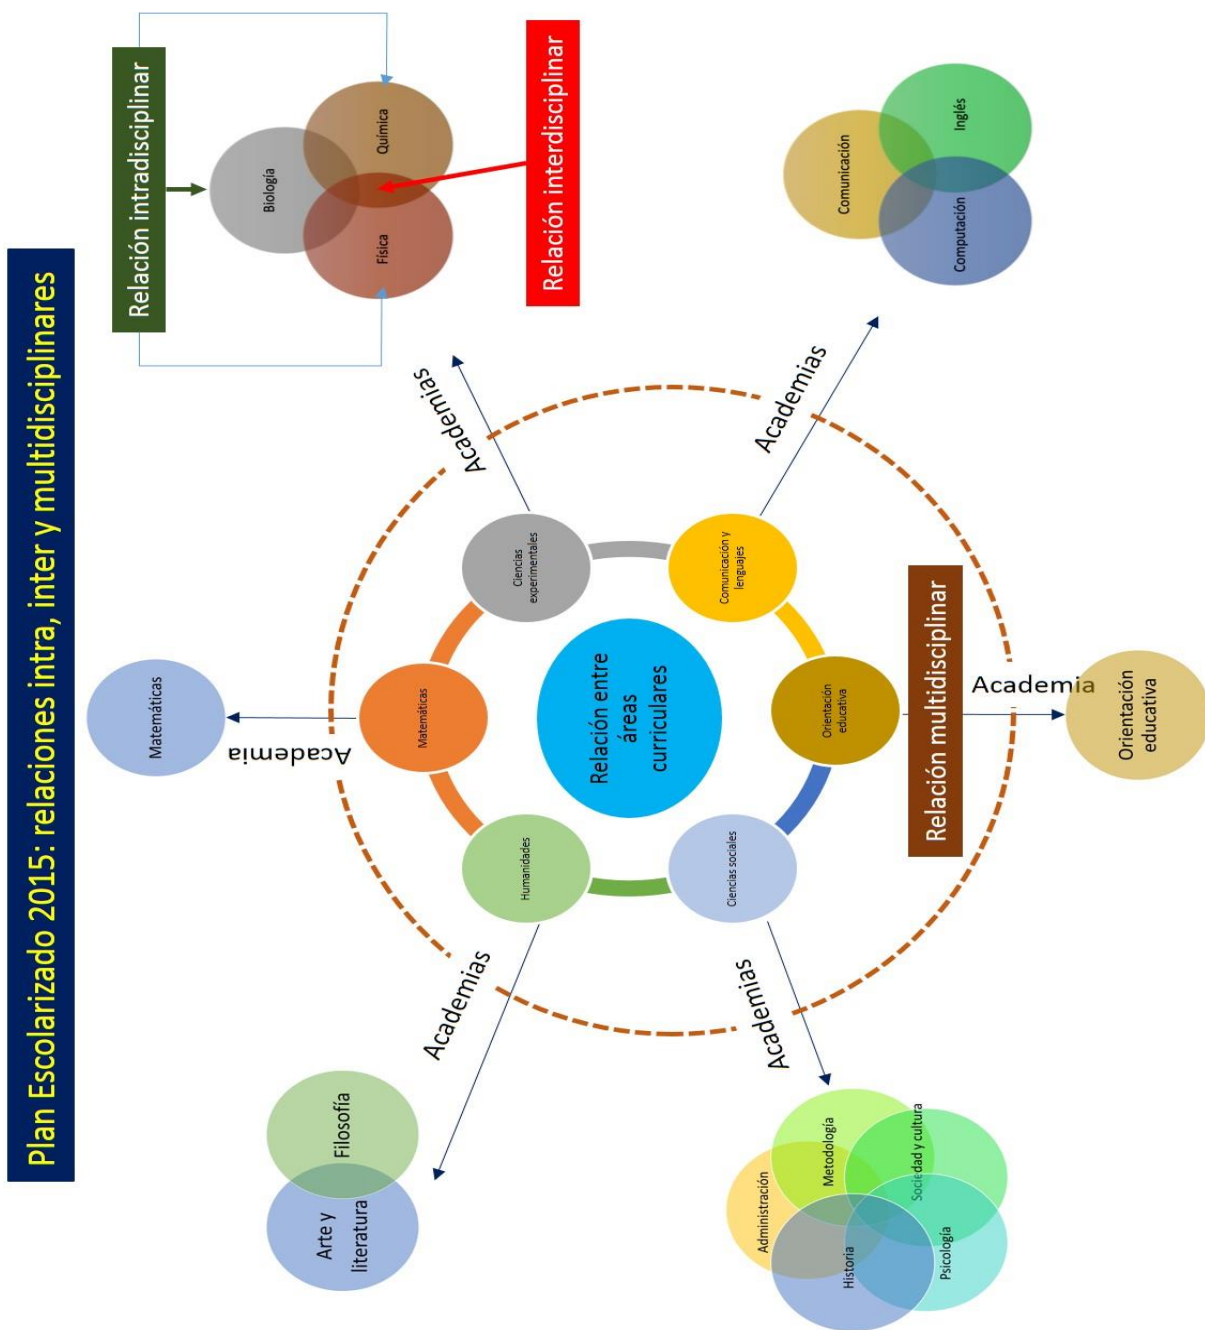 Plan Escolarizado 2015: relaciones intra, inter y multidisciplinares
Arte y
literatura
Filosofía
Academias
Matemáticas
Academia
Relación intradisciplinar
Biología
Física
Química
Relación interdisciplinar
Academias
Humanidades
Matemáticas
Ciencias
experimentales
Relación entre
áreas
curriculares
Ciencias sociales
Orientación
educativa
Comunicación y
lenguajes
Academias
Administración
Metodología
Historia
Sociedad y cultura
Psicología
Relación multidisciplinar
Academia
Orientación
educativa
Academias
Comunicación
Computación
Inglés